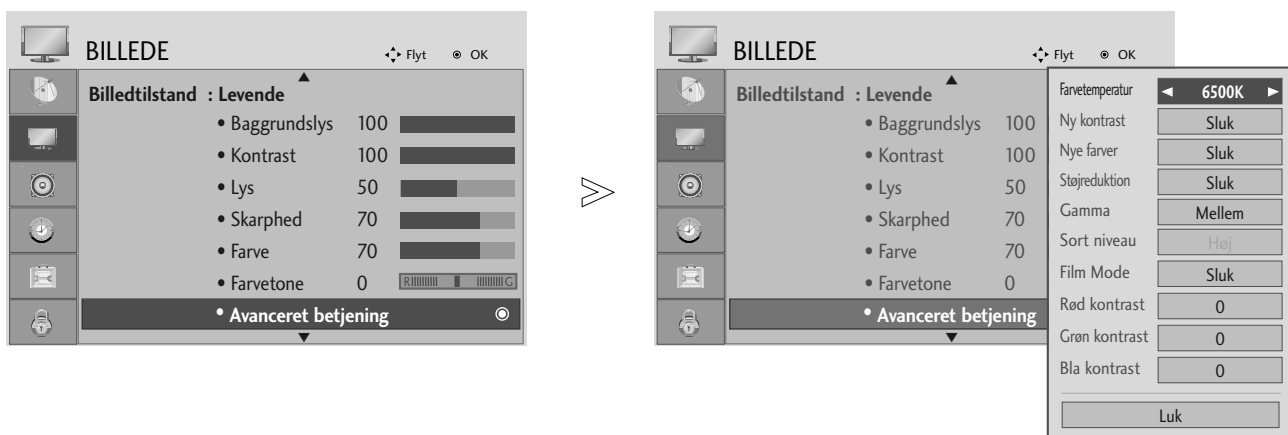 BILLEDE
Flyt
OK
Billedtilstand : Levende
• Baggrundslys 100
• Kontrast 100
• Lys 50
• Skarphed 70
• Farve 70
• Farvetone 0 R G
• Avanceret betjening
BILLEDE
Flyt
OK
Billedtilstand : Levende
• Baggrundslys 100
• Kontrast 100
• Lys 50
• Skarphed 70
• Farve 70
• Farvetone 0
• Avanceret betjening
Farvetemperatur 6500K
Ny kontrast Sluk
Nye farver Sluk
Støjreduktion Sluk
Gamma Mellem
Sort niveau Høj
Film Mode Sluk
Rød kontrast 0
Grøn kontrast 0
Bla kontrast 0
Luk